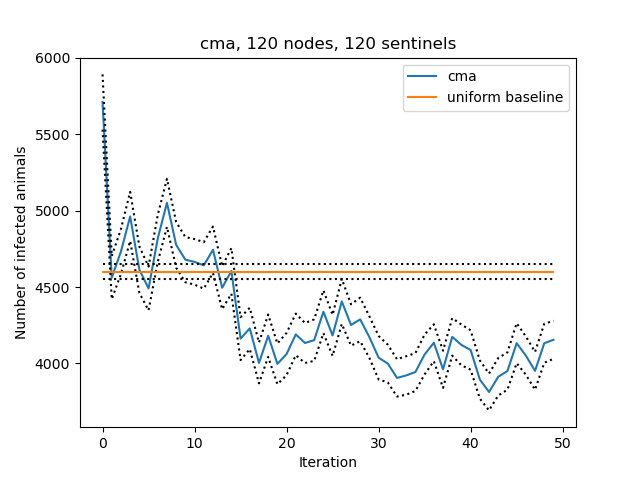 cma, 120 nodes, 120 sentinels
cma
uniform baseline
Number of infected animals
6000
5500
5000
4500
4000
0 10 20 30 40 50
Iteration